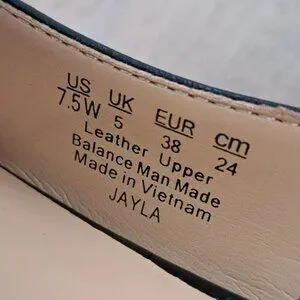 US UK EUR cm
7.5W 5 38 24
Leather Upper
Balance Man Made
Made in Vietnam
JAYLA